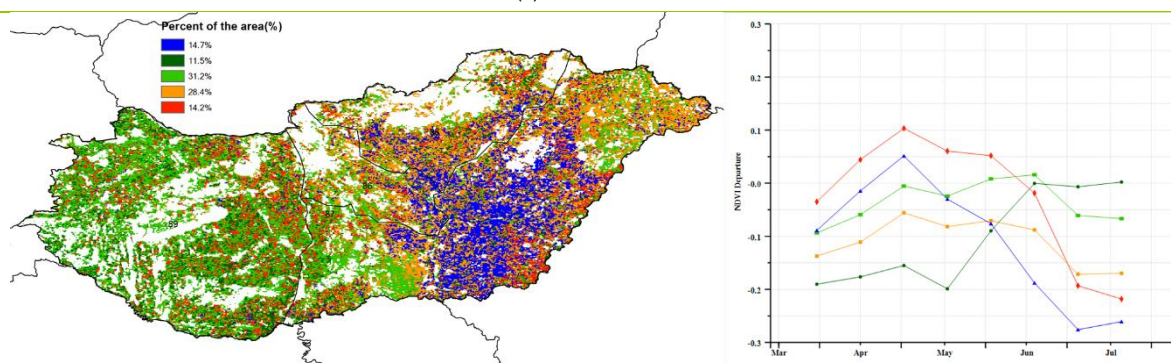 Percent of the area(%)
14.7%
11.5%
31.2%
28.4%
14.2%
NDVI Departure
0.3
0.2
0.1
-0.0
-0.1
-0.2
-0.3
Mar
Apr
May
Jun
Jul